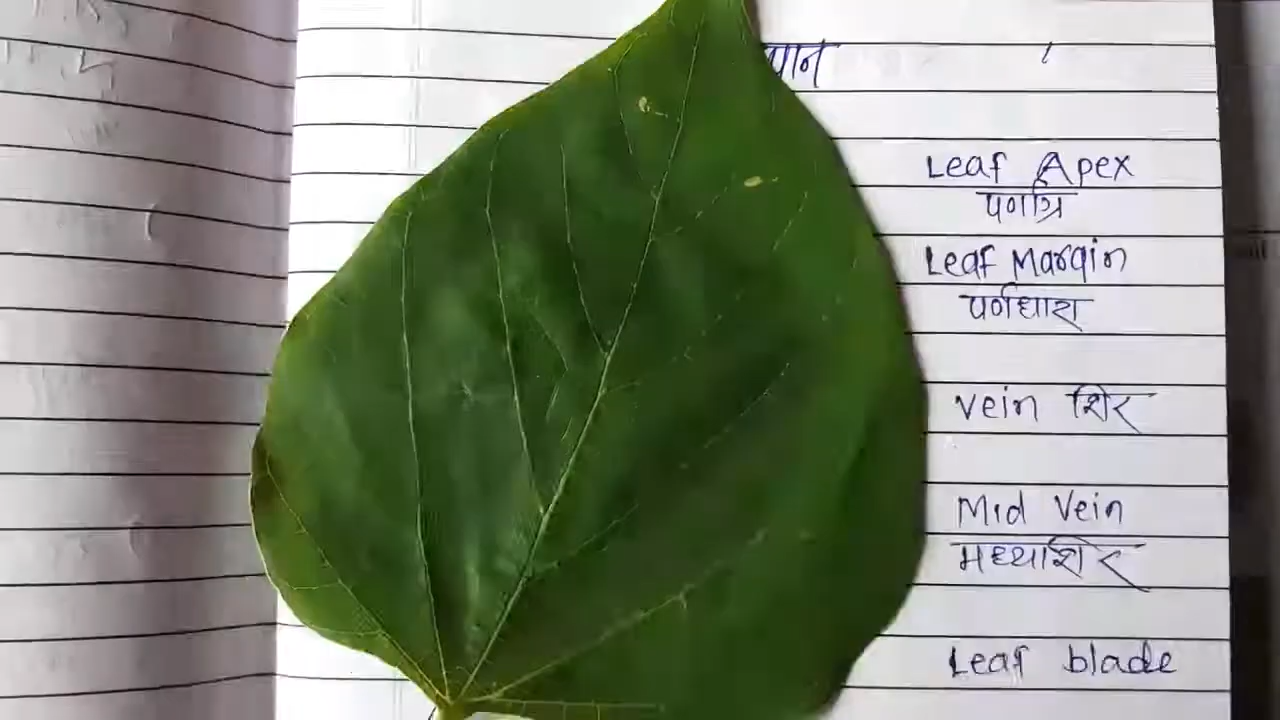 पान
Leaf Apex
पर्णाग्र
Leaf Margin
पर्णधारा
vein शिर
Mid Vein
मध्यशिर
Leaf blade